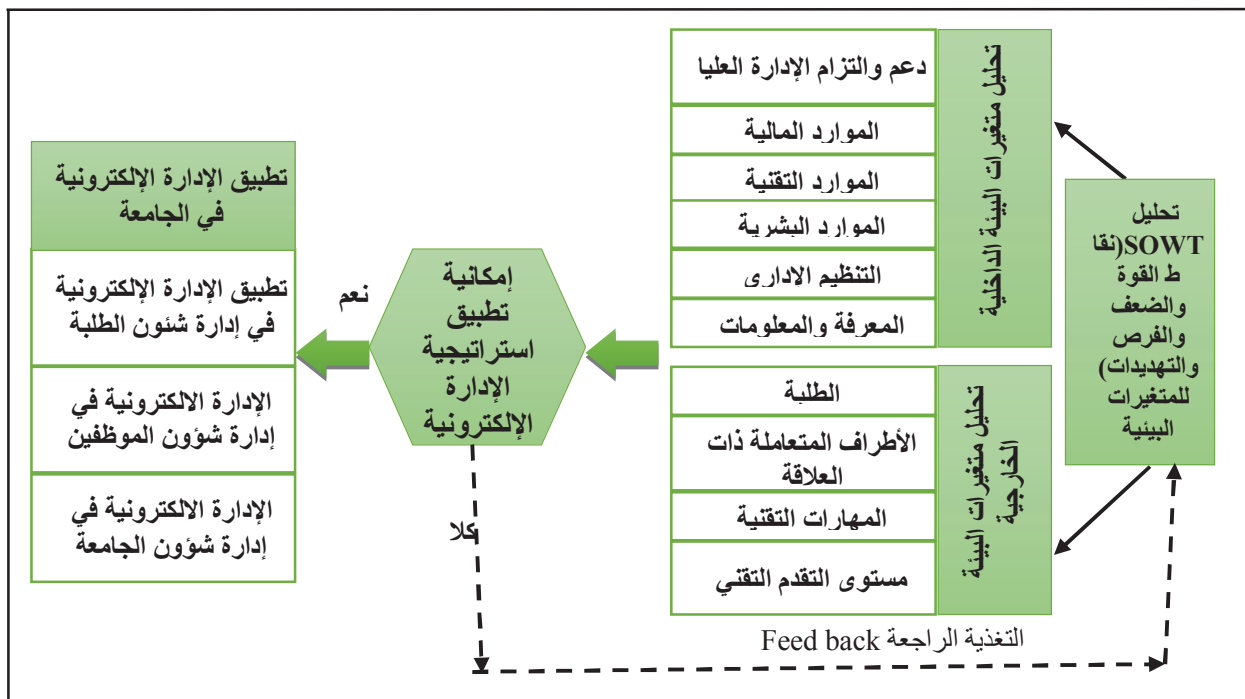 تحليل
SOWT(نقا
ط القوة
والضعف
والفرص
والتهديدات)
للمتغيرات
البيئية
تحليل متغيرات البيئة الداخلية
دعم والتزام الإدارة العليا
الموارد المالية
الموارد التقنية
الموارد البشرية
التنظيم الاداري
المعرفة والمعلومات
تحليل متغيرات البيئة
الخارجية
الطلبة
الأطراف المتعاملة ذات
العلاقة
المهارات التقنية
مستوى التقدم التقني
إمكانية
تطبيق
استراتيجية
الإدارة
الإلكترونية
نعم
كلا
تطبيق الإدارة الإلكترونية
في الجامعة
تطبيق الإدارة الإلكترونية
في إدارة شئون الطلبة
الإدارة الالكترونية في
إدارة شؤون الموظفين
الإدارة الالكترونية في
إدارة شؤون الجامعة
التغذية الراجعة Feed back